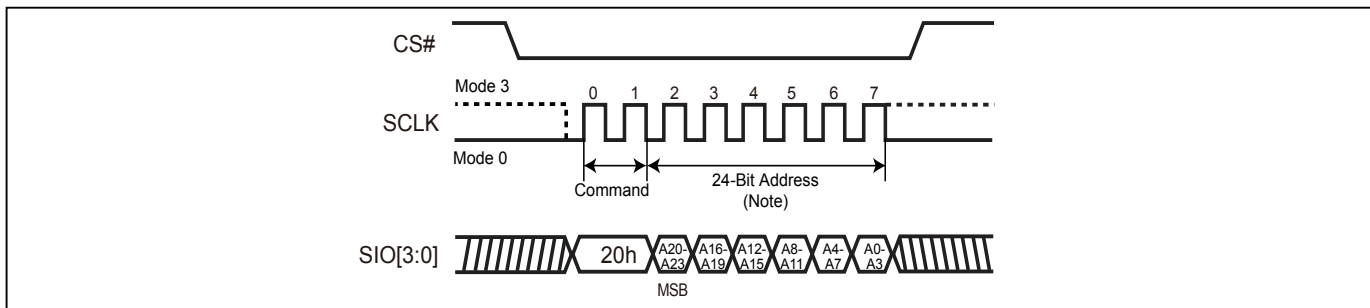 CS#
Mode 3
0 1 2 3 4 5 6 7
SCLK
Mode 0
Command
24-Bit Address
(Note)
SIO[3:0]
20h
A20-
A23
A16-
A19
A12-
A15
A8-
A11
A4-
A7
A0-
A3
MSB